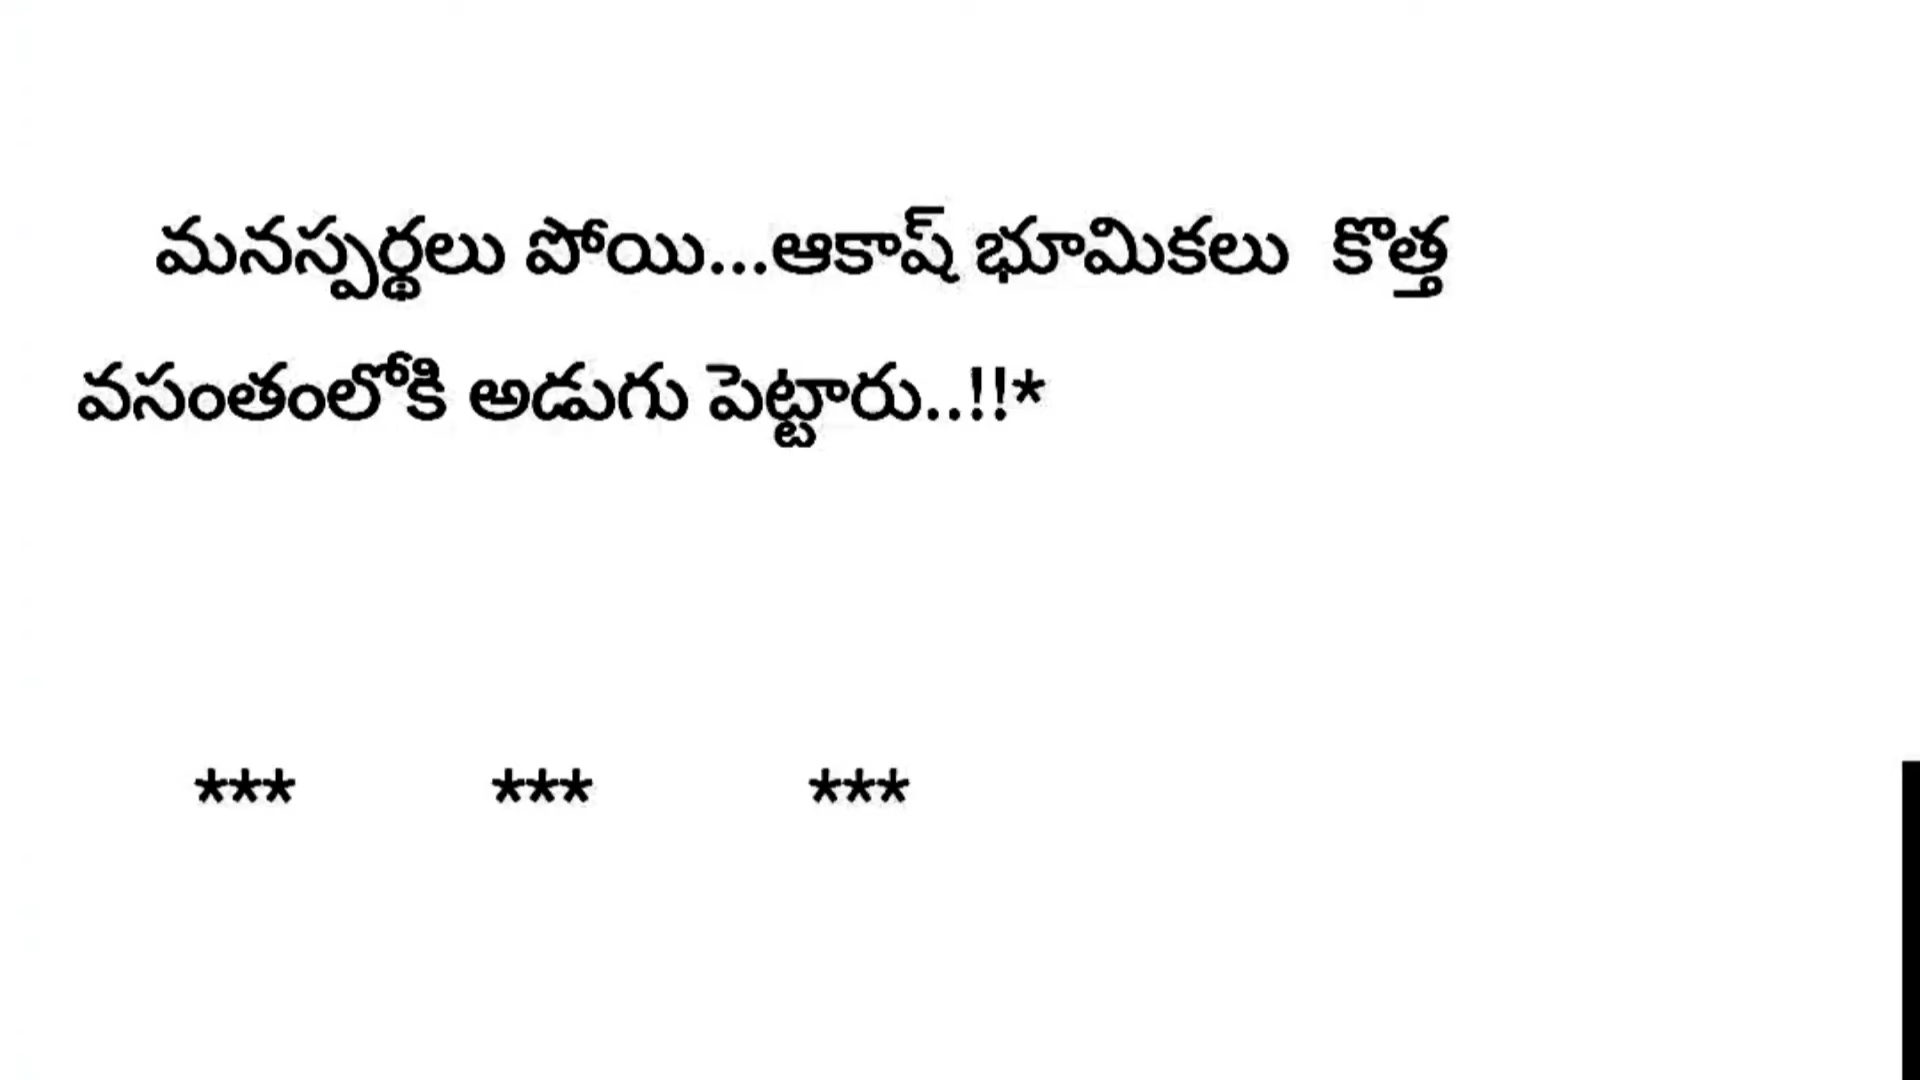 మనస్పర్థలు పోయి...ఆకాష్ భూమికలు  కొత్త
వసంతంలోకి అడుగు పెట్టారు..!!*
***          ***          ***